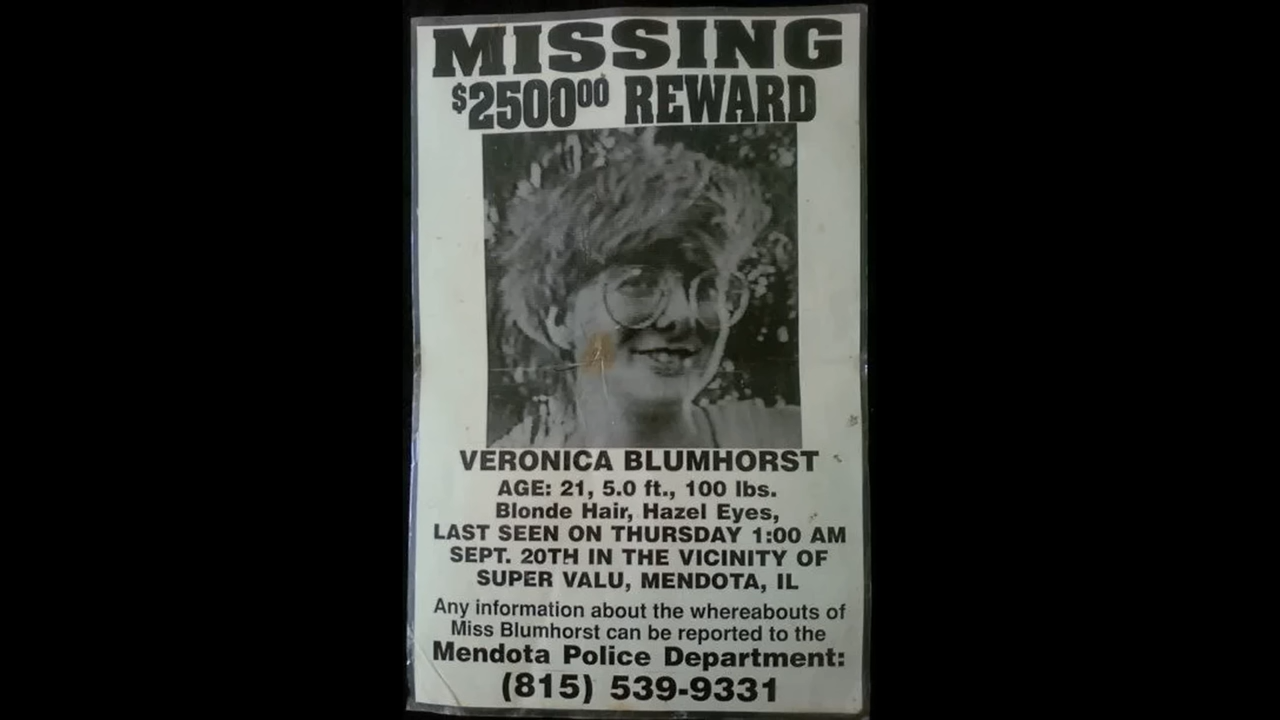 MISSING
$2500⁰⁰ REWARD
VERONICA BLUMHORST
AGE: 21, 5.0 ft., 100 lbs.
Blonde Hair, Hazel Eyes,
LAST SEEN ON THURSDAY 1:00 AM
SEPT. 20TH IN THE VICINITY OF
SUPER VALU, MENDOTA, IL
Any information about the whereabouts of
Miss Blumhorst can be reported to the
Mendota Police Department:
(815) 539-9331